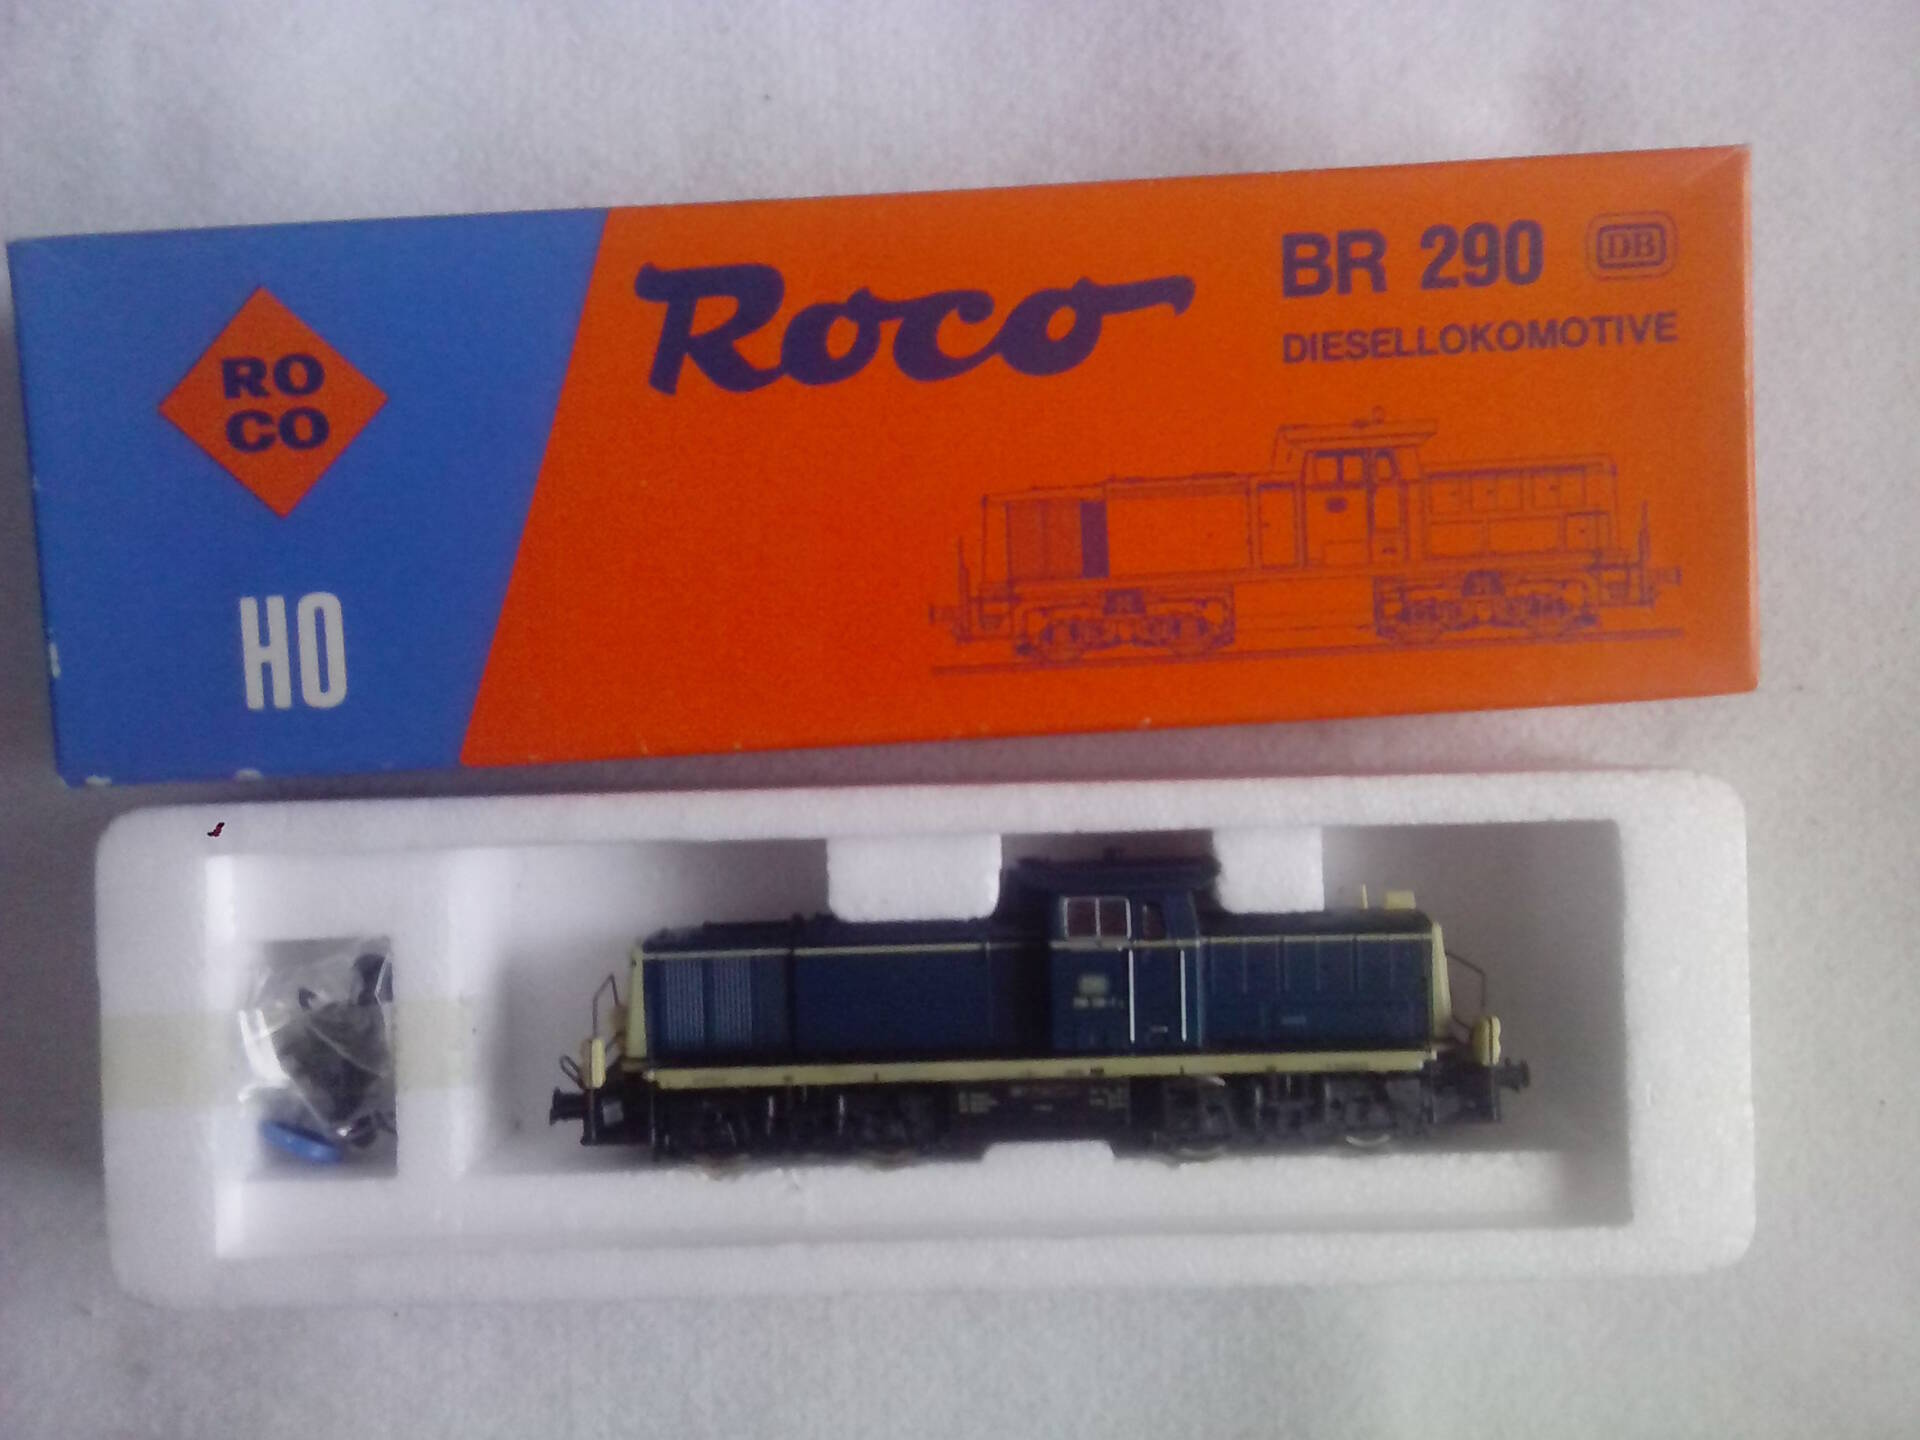 RO
CO
HO
Roco
BR 290 DB
DIESELLOKOMOTIVE